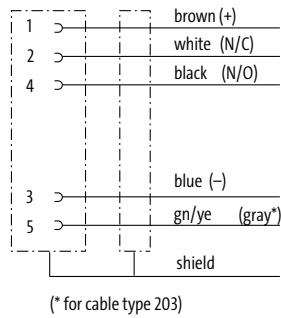 1 brown (+)
2 white (N/C)
4 black (N/O)
3 blue (–)
5 gn/ye (gray*)
shield
(* for cable type 203)